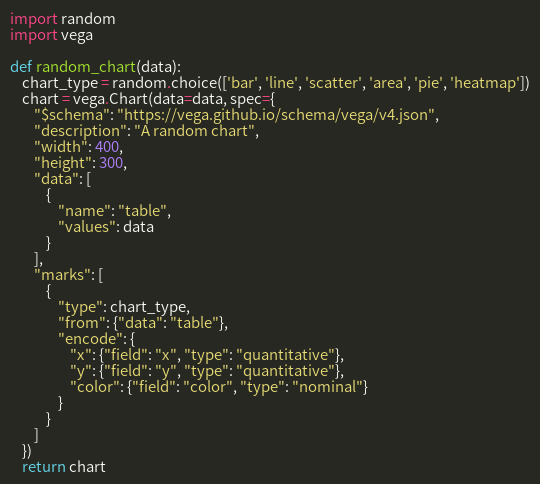 import random
import vega

def random_chart(data):
    chart_type = random.choice(['bar', 'line', 'scatter', 'area', 'pie', 'heatmap'])
    chart = vega.Chart(data=data, spec={
        "$schema": "https://vega.github.io/schema/vega/v4.json",
        "description": "A random chart",
        "width": 400,
        "height": 300,
        "data": [
            {
                "name": "table",
                "values": data
            }
        ],
        "marks": [
            {
                "type": chart_type,
                "from": {"data": "table"},
                "encode": {
                    "x": {"field": "x", "type": "quantitative"},
                    "y": {"field": "y", "type": "quantitative"},
                    "color": {"field": "color", "type": "nominal"}
                }
            }
        ]
    })
    return chart